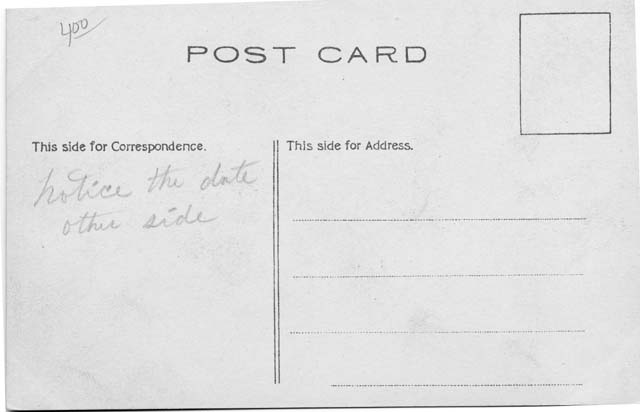 400
POST CARD
This side for Correspondence.
This side for Address.
notice the date
other side